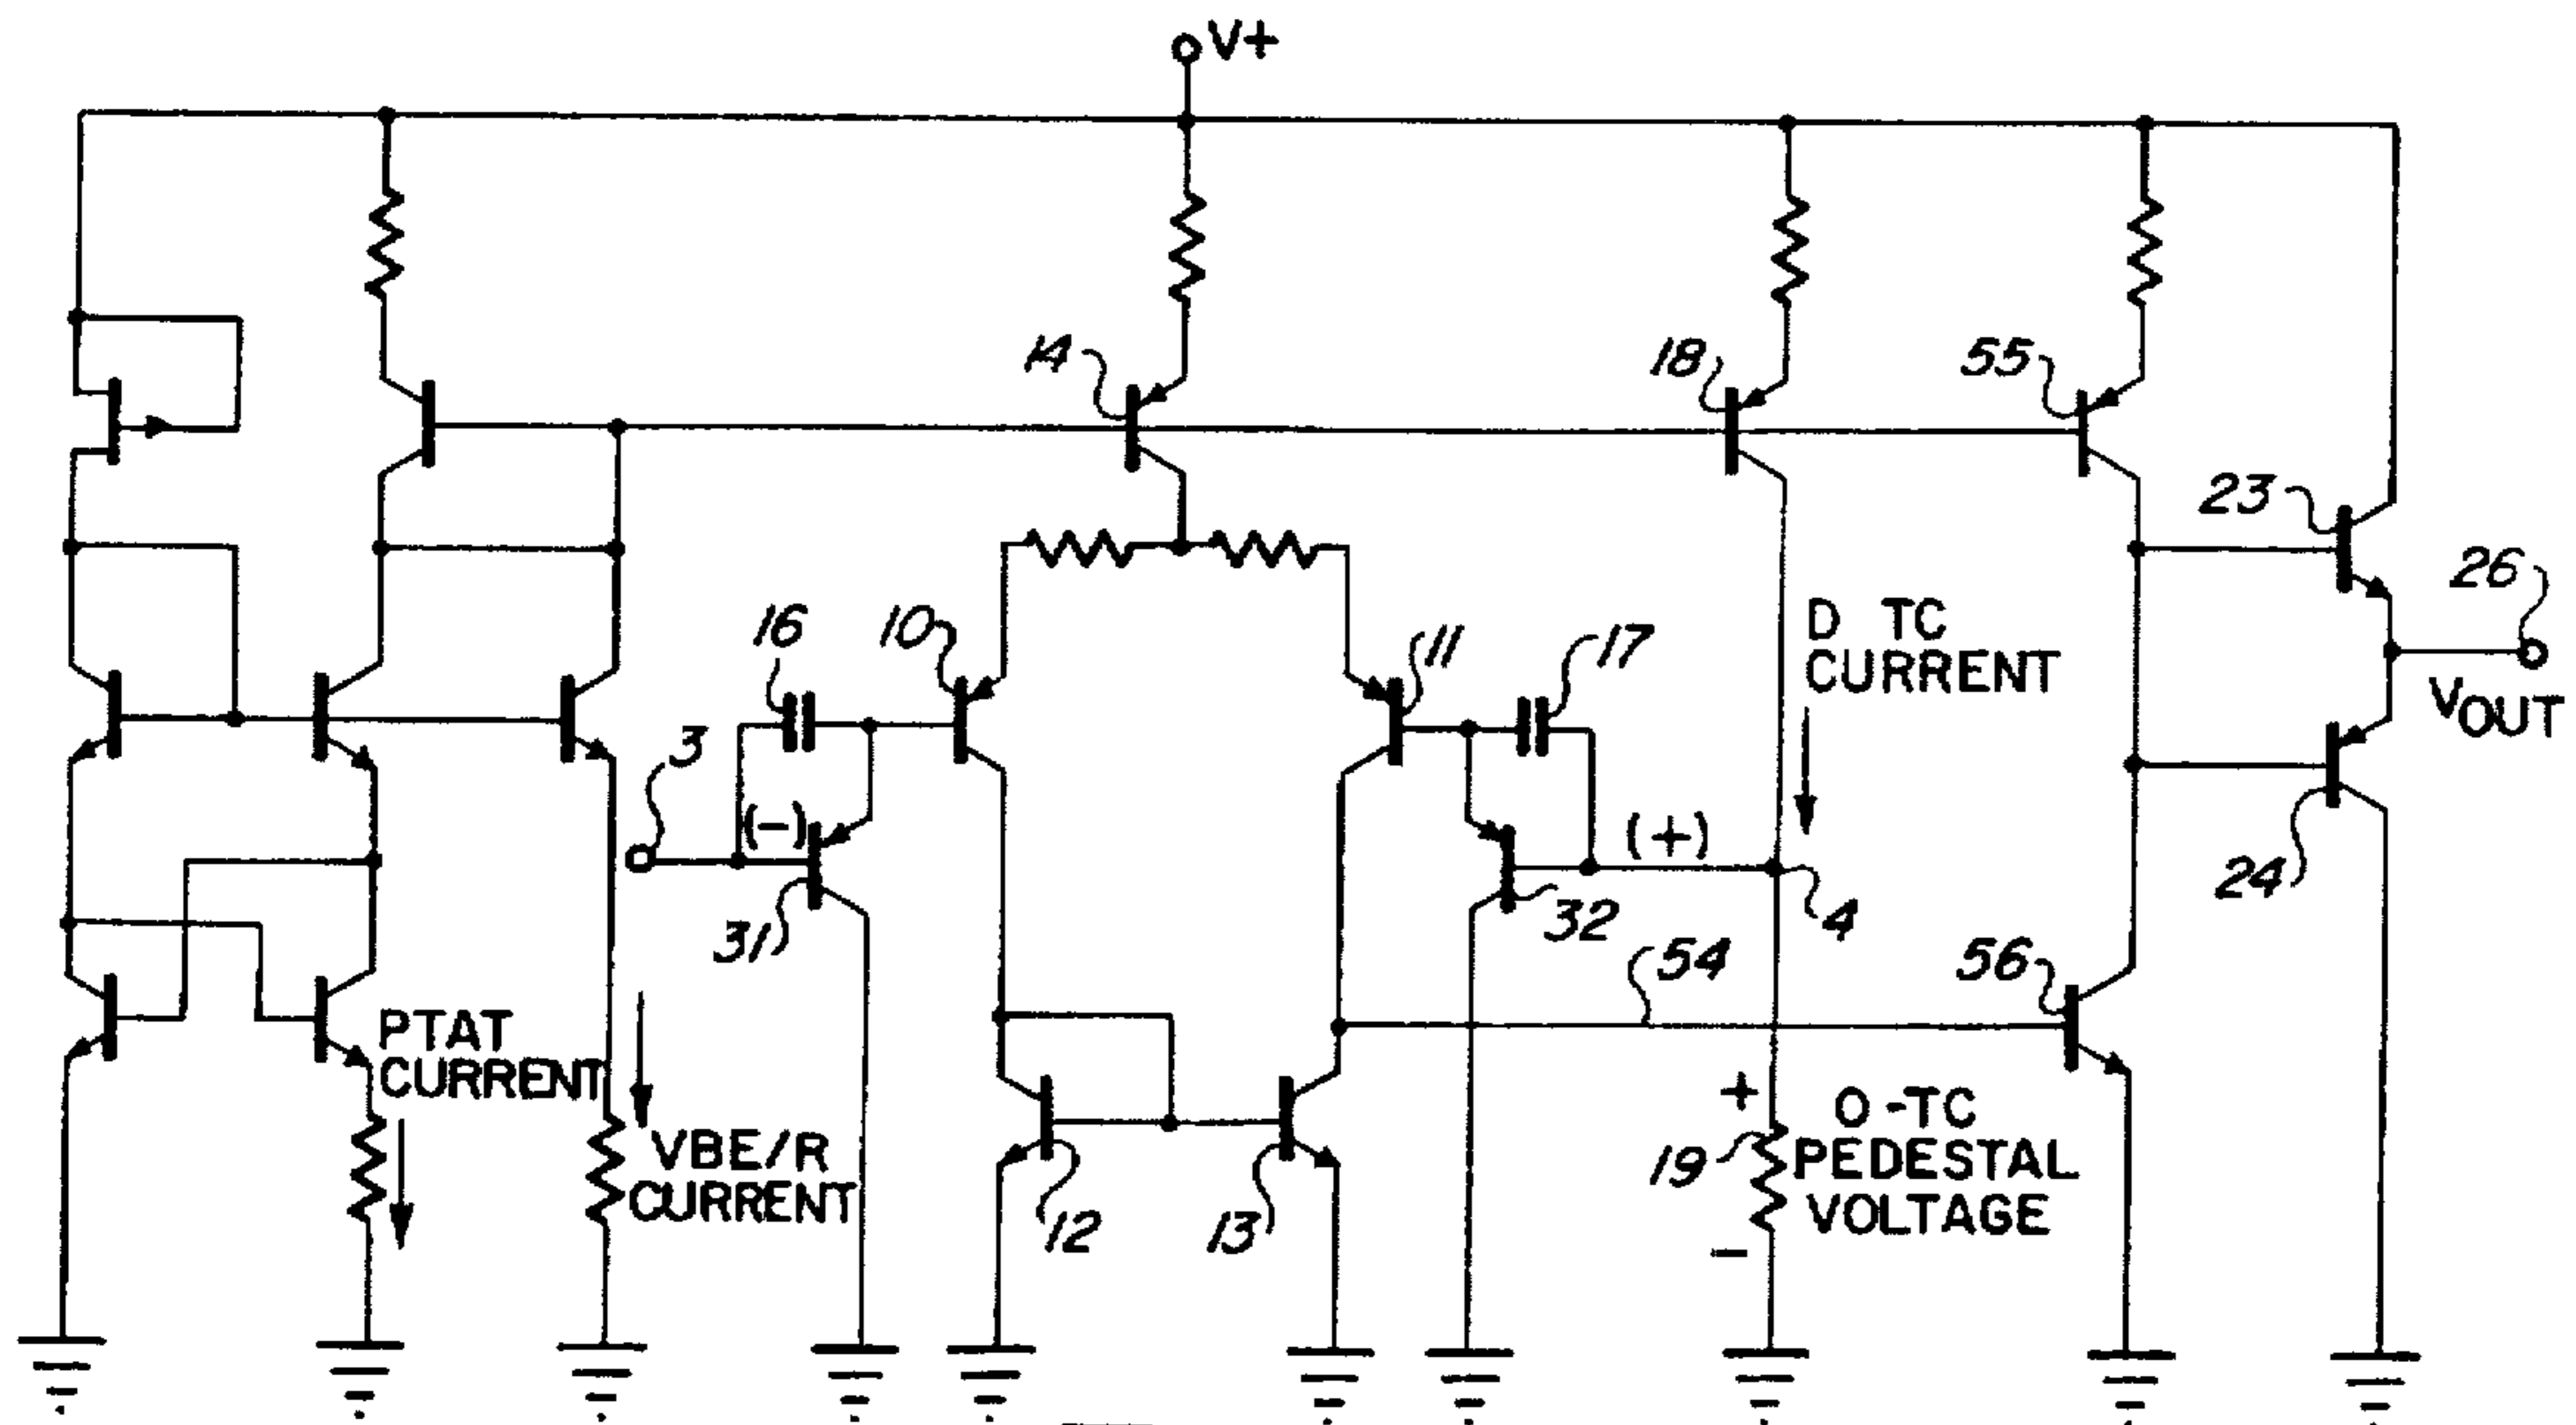 V+
14
18
55
23
26
16
10
11
17
D TC
CURRENT
VOUT
3
(-)
(+)
31
32
4
24
54
56
PTAT
CURRENT
VBE/R
CURRENT
+
O-TC
19
PEDESTAL
VOLTAGE
-
12
13